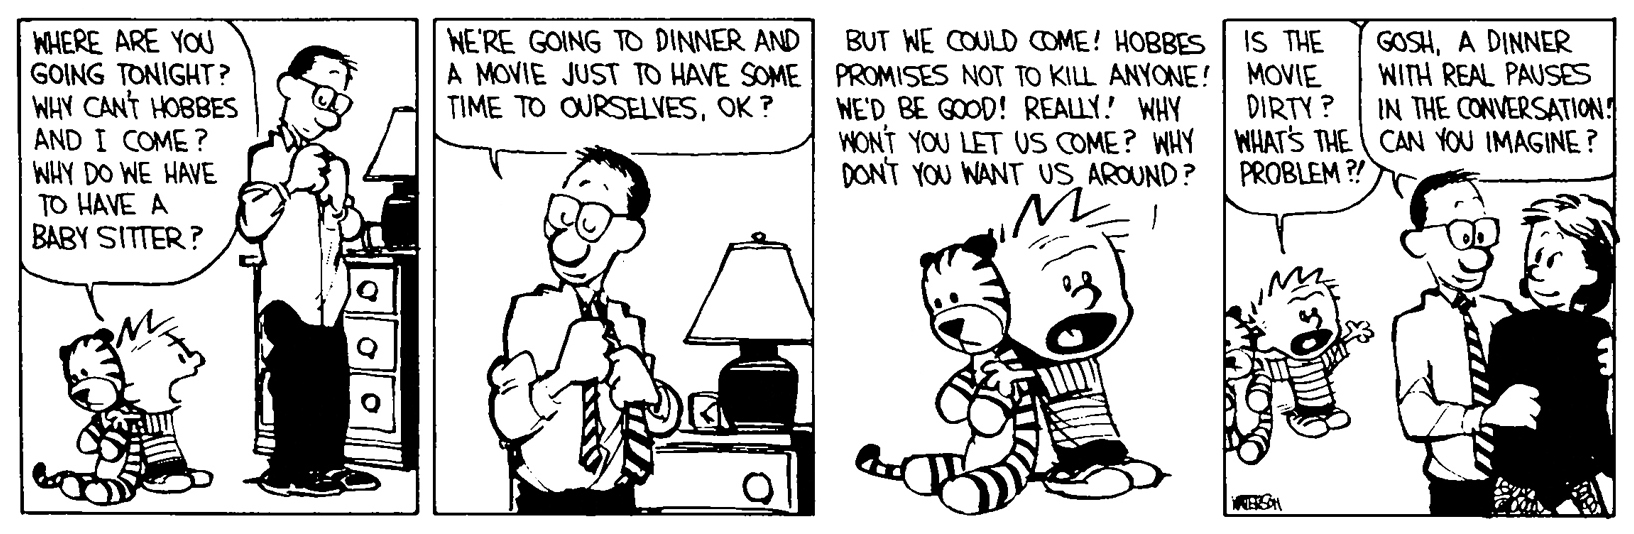 WHERE ARE YOU
GOING TONIGHT?
WHY CAN'T HOBBES
AND I COME?
WHY DO WE HAVE
TO HAVE A
BABY SITTER?
WE'RE GOING TO DINNER AND
A MOVIE JUST TO HAVE SOME
TIME TO OURSELVES, OK?
BUT WE COULD COME! HOBBES
PROMISES NOT TO KILL ANYONE!
WE'D BE GOOD! REALLY! WHY
WON'T YOU LET US COME? WHY
DON'T YOU WANT US AROUND?
IS THE
MOVIE
DIRTY?
WHAT'S THE
PROBLEM?!
GOSH, A DINNER
WITH REAL PAUSES
IN THE CONVERSATION!
CAN YOU IMAGINE?
WATTERSON